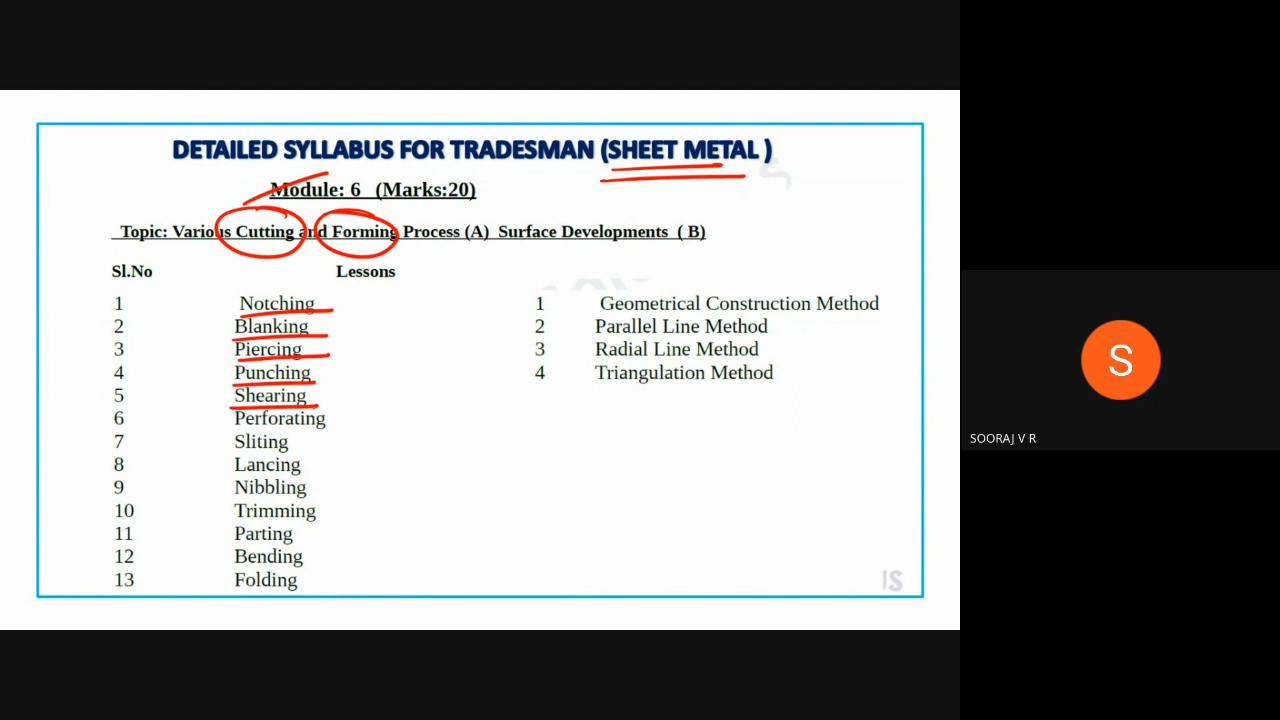 DETAILED SYLLABUS FOR TRADESMAN (SHEET METAL )
Module: 6 (Marks:20)
Topic: Various Cutting and Forming Process (A) Surface Developments ( B)
Sl.No Lessons
1 Notching
2 Blanking
3 Piercing
4 Punching
5 Shearing
6 Perforating
7 Sliting
8 Lancing
9 Nibbling
10 Trimming
11 Parting
12 Bending
13 Folding
1 Geometrical Construction Method
2 Parallel Line Method
3 Radial Line Method
4 Triangulation Method
S
SOORAJ V R